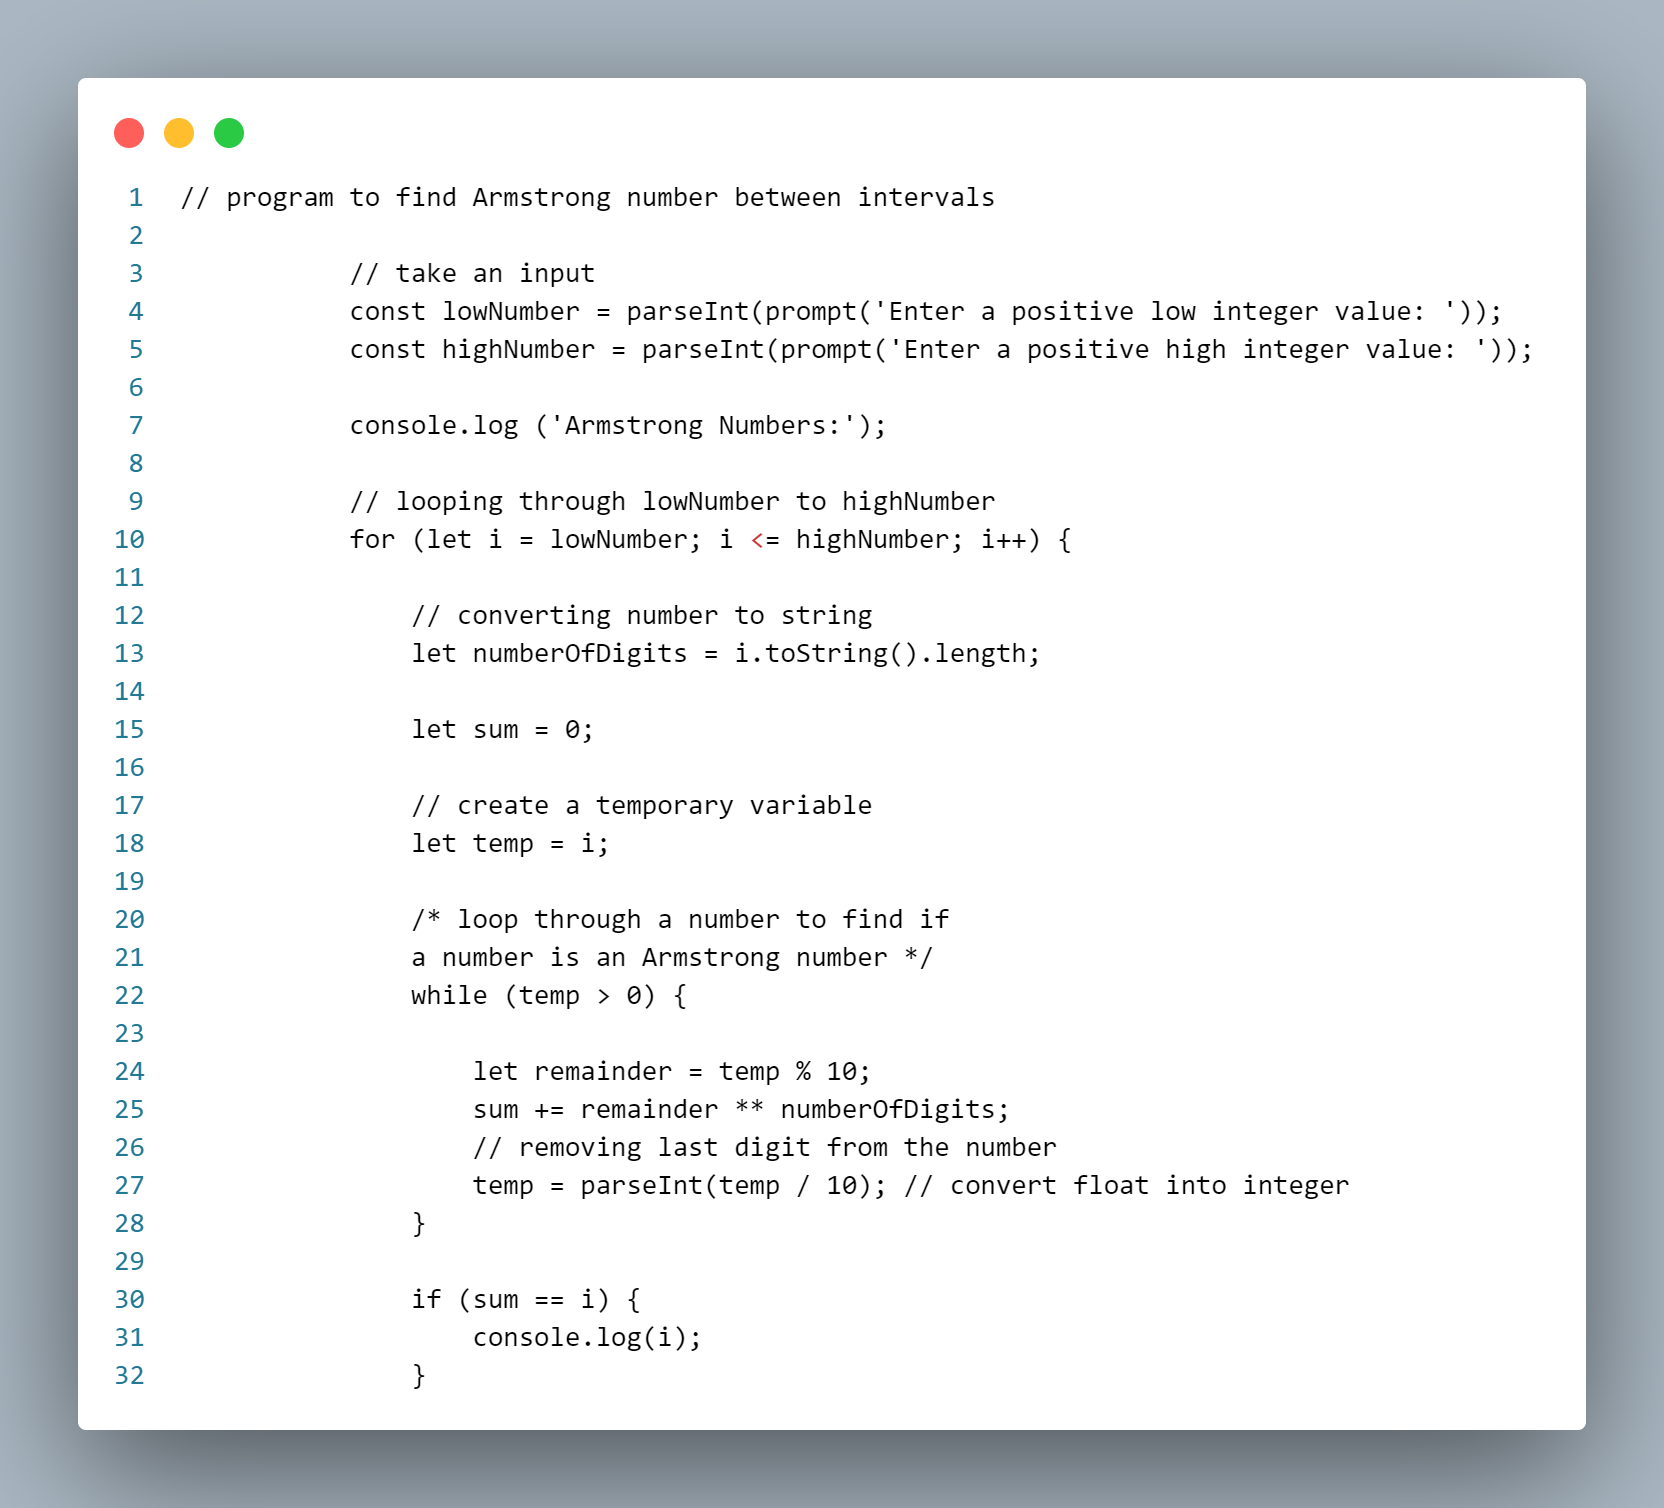 1 // program to find Armstrong number between intervals
2
3 // take an input
4 const lowNumber = parseInt(prompt('Enter a positive low integer value: '));
5 const highNumber = parseInt(prompt('Enter a positive high integer value: '));
6
7 console.log ('Armstrong Numbers:');
8
9 // looping through lowNumber to highNumber
10 for (let i = lowNumber; i <= highNumber; i++) {
11
12 // converting number to string
13 let numberOfDigits = i.toString().length;
14
15 let sum = 0;
16
17 // create a temporary variable
18 let temp = i;
19
20 /* loop through a number to find if
21 a number is an Armstrong number */
22 while (temp > 0) {
23
24 let remainder = temp % 10;
25 sum += remainder ** numberOfDigits;
26 // removing last digit from the number
27 temp = parseInt(temp / 10); // convert float into integer
28 }
29
30 if (sum == i) {
31 console.log(i);
32 }